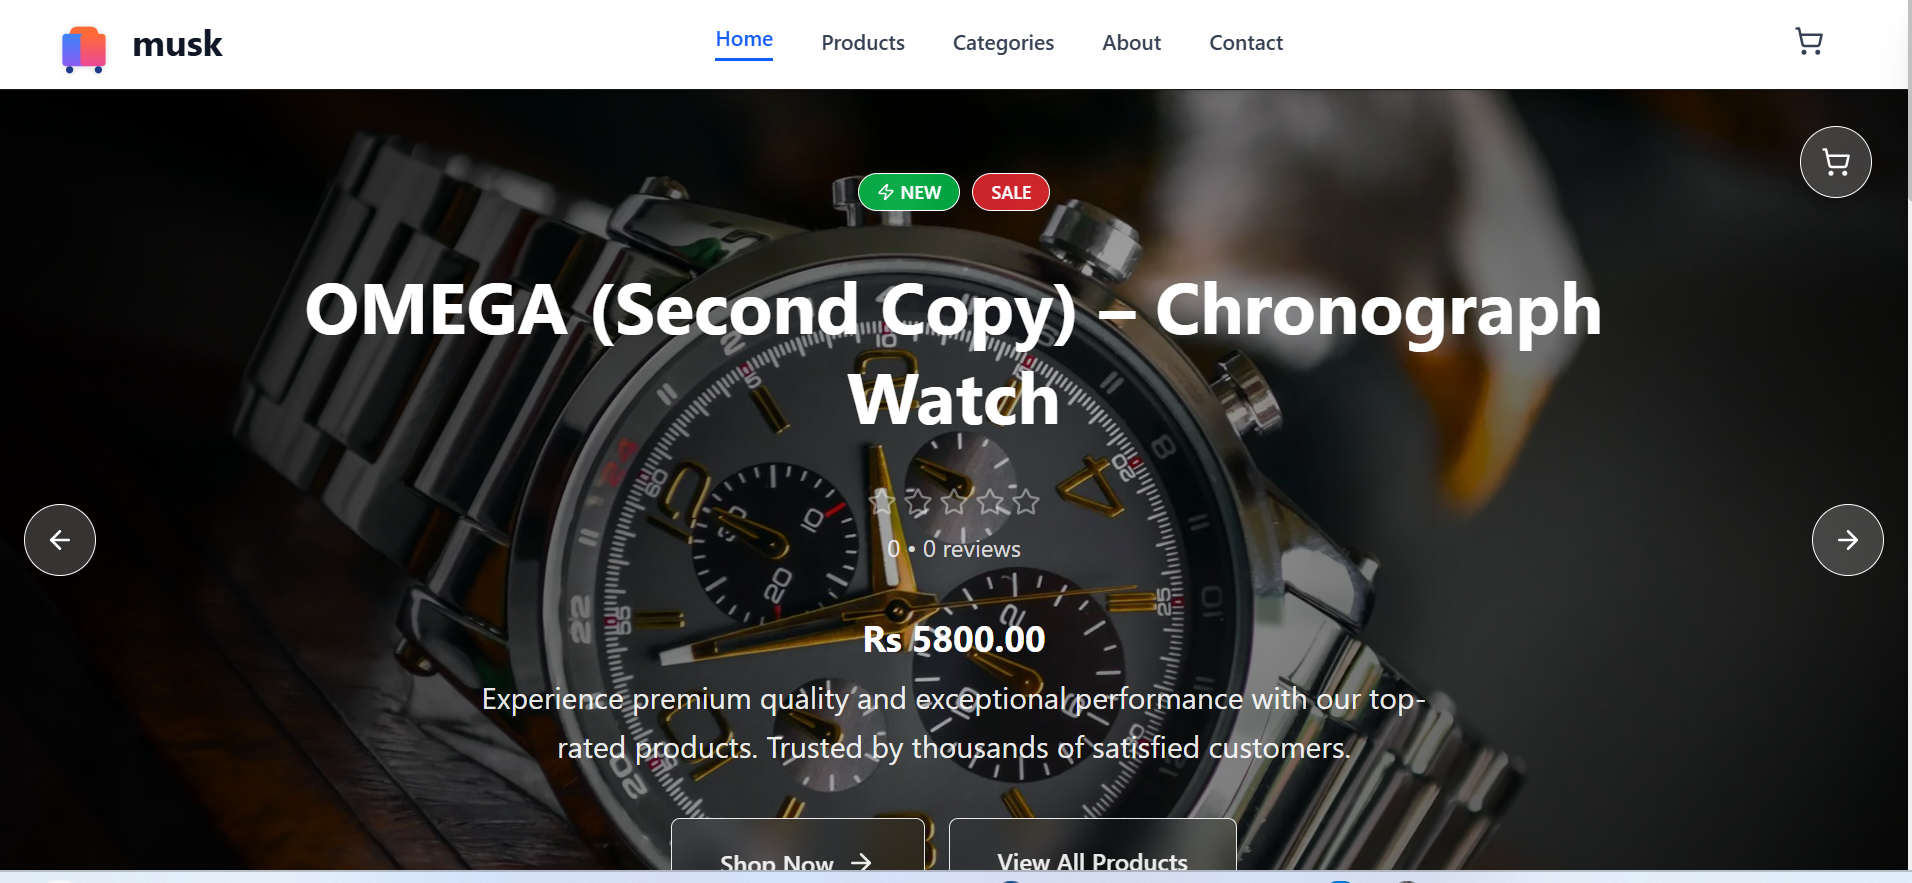 musk
Home
Products
Categories
About
Contact
NEW
SALE
OMEGA (Second Copy) – Chronograph
Watch
0 • 0 reviews
Rs 5800.00
Experience premium quality and exceptional performance with our top-
rated products. Trusted by thousands of satisfied customers.
Shop Now
View All Products